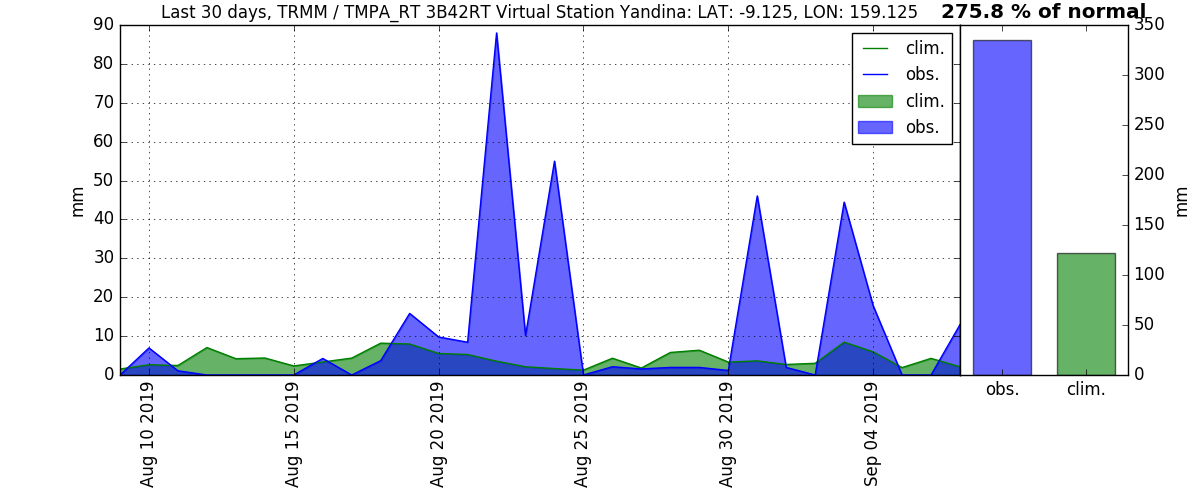 Last 30 days, TRMM / TMPA_RT 3B42RT Virtual Station Yandina: LAT: -9.125, LON: 159.125
275.8 % of normal
90
80
70
60
50
40
30
20
10
0
mm
clim.
obs.
clim.
obs.
Aug 10 2019
Aug 15 2019
Aug 20 2019
Aug 25 2019
Aug 30 2019
Sep 04 2019
350
300
250
200
150
100
50
0
mm
obs.
clim.